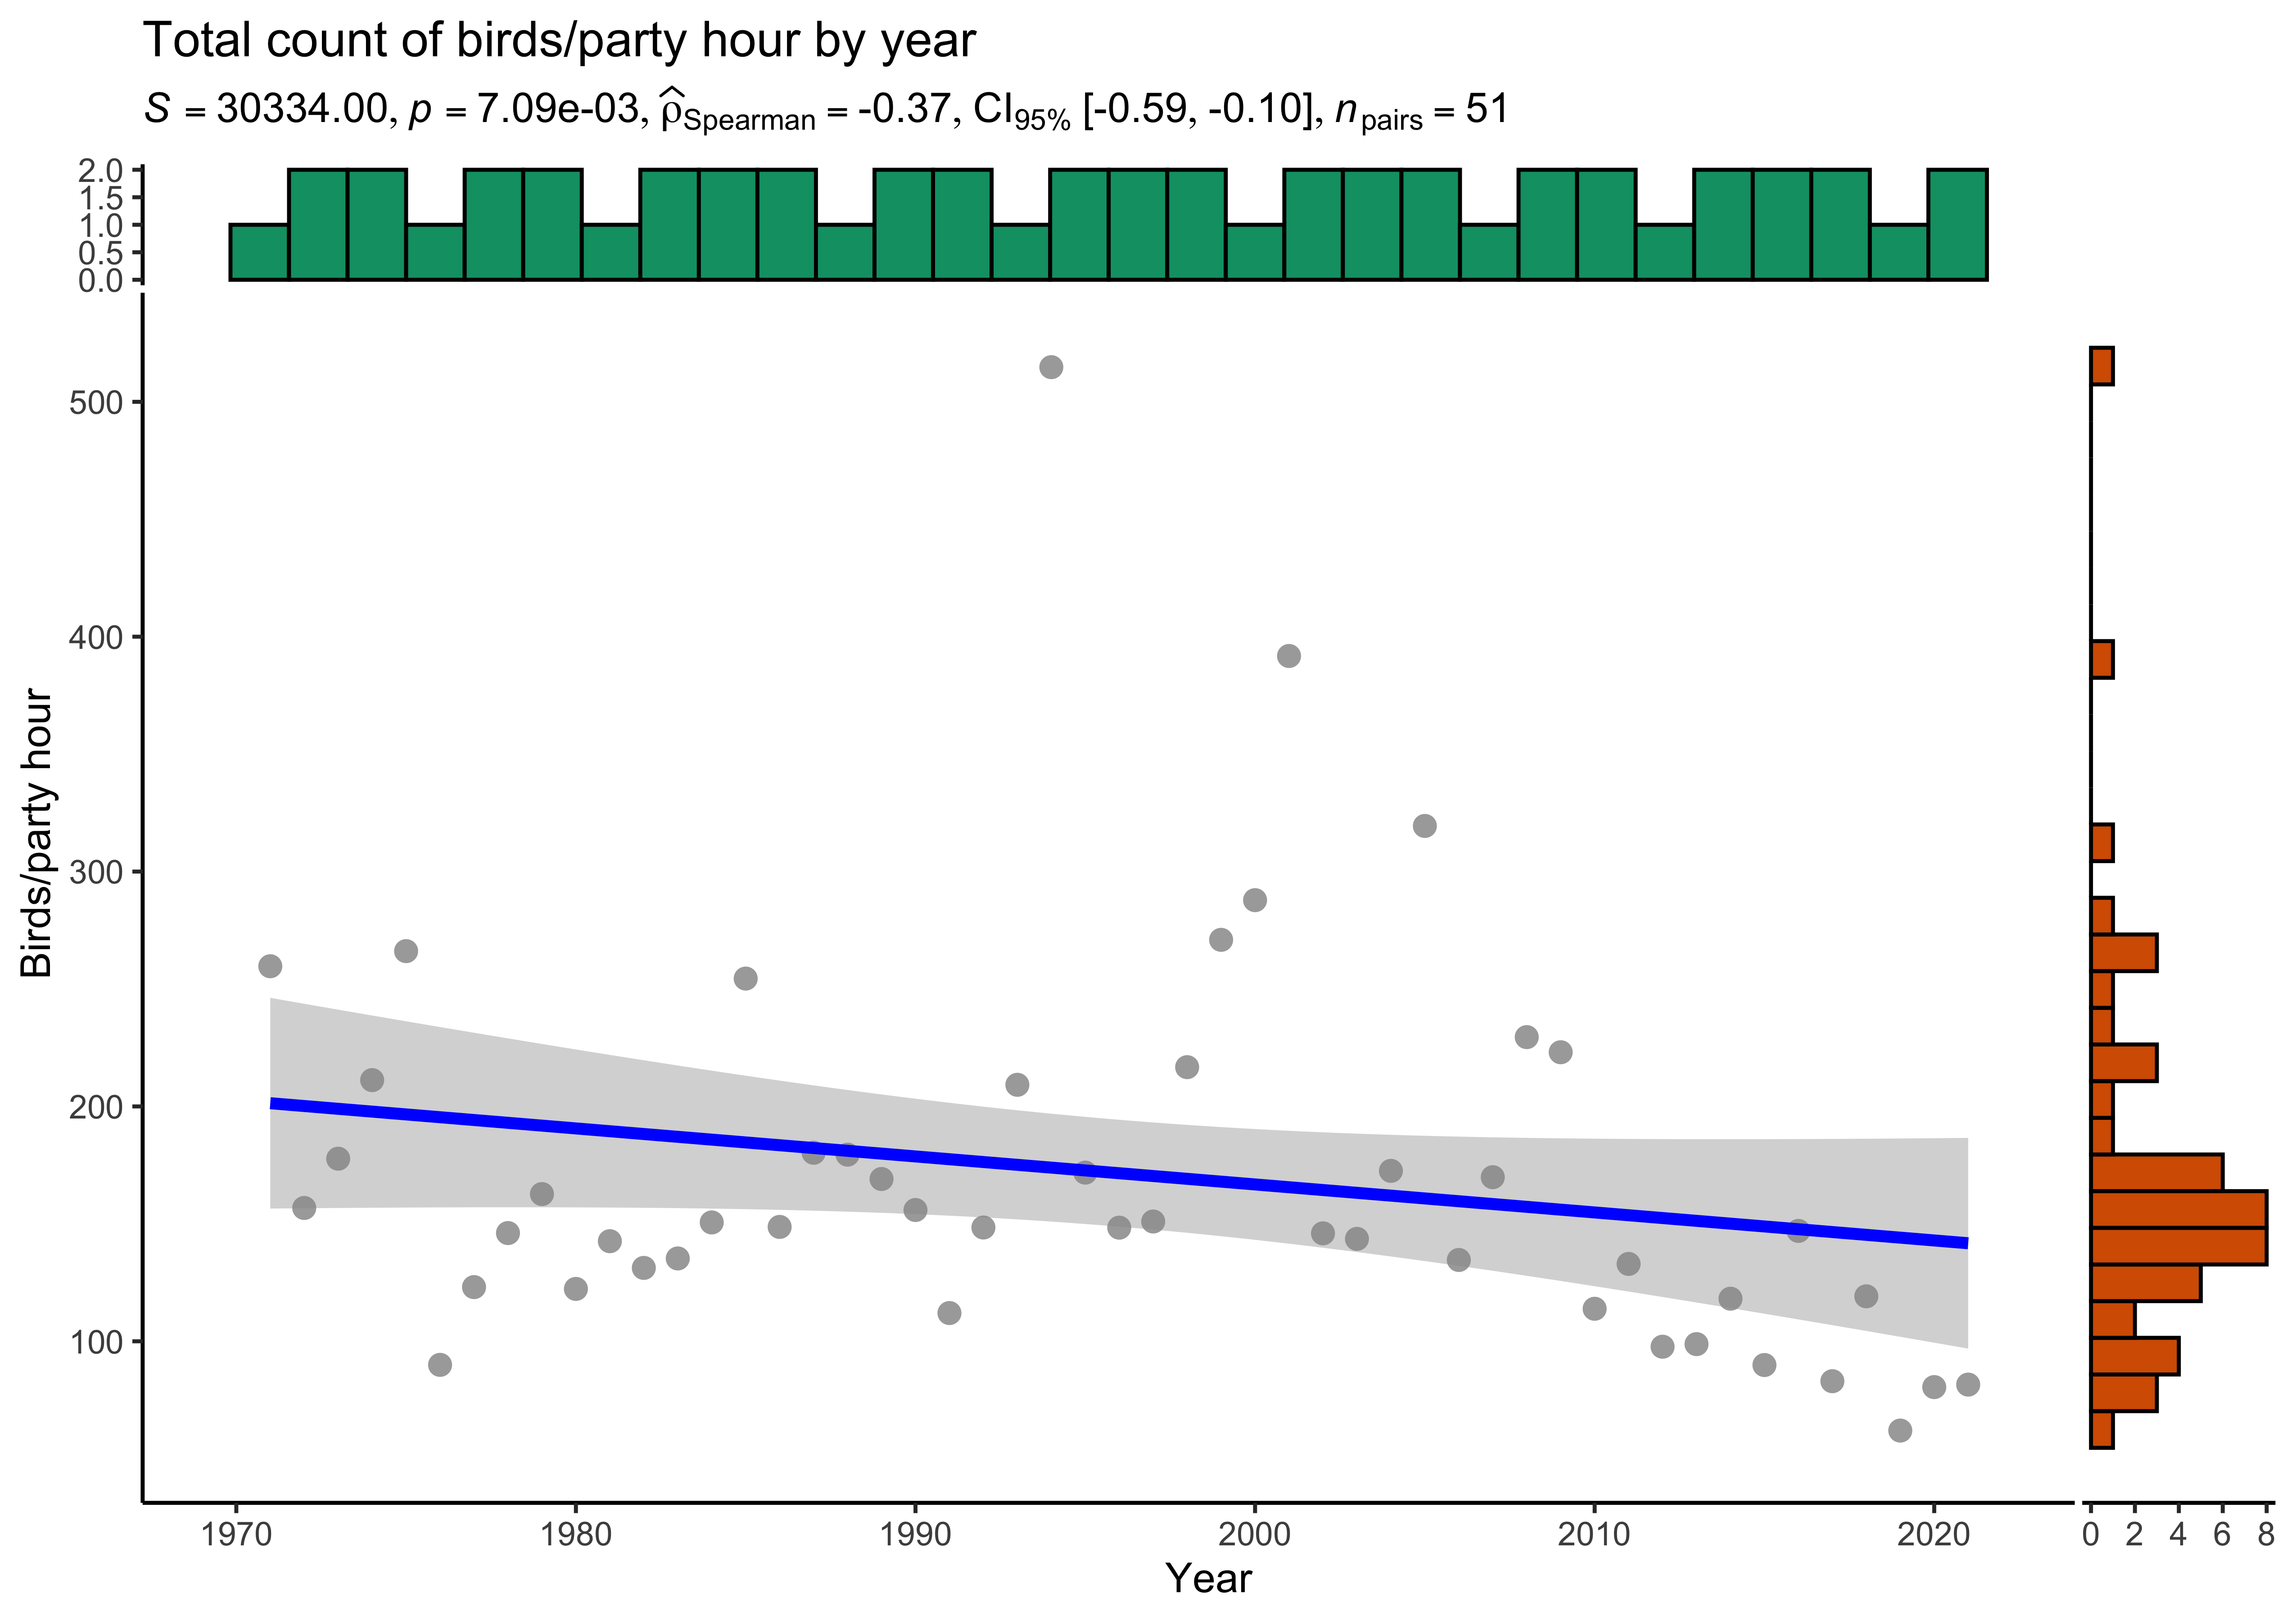 Total count of birds/party hour by year
S = 30334.00, p = 7.09e-03, ρ̂Spearman = -0.37, CI95% [-0.59, -0.10], npairs = 51
2.0
1.5
1.0
0.5
0.0
500
400
300
200
100
Birds/party hour
1970 1980 1990 2000 2010 2020
0 2 4 6 8
Year